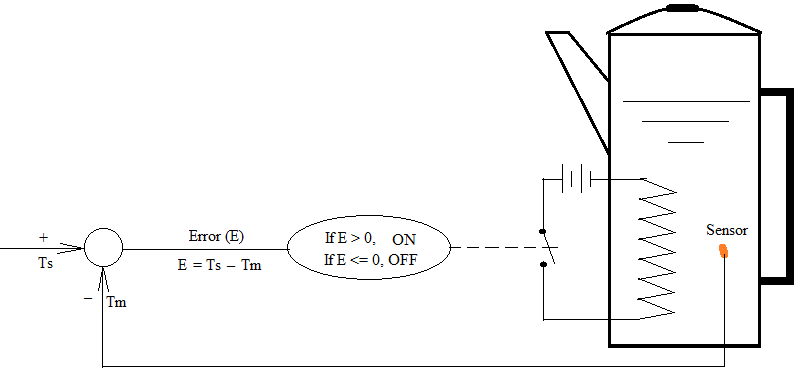 +
Ts
−
Tm
Error (E)
E = Ts − Tm
If E > 0, ON
If E <= 0, OFF
Sensor